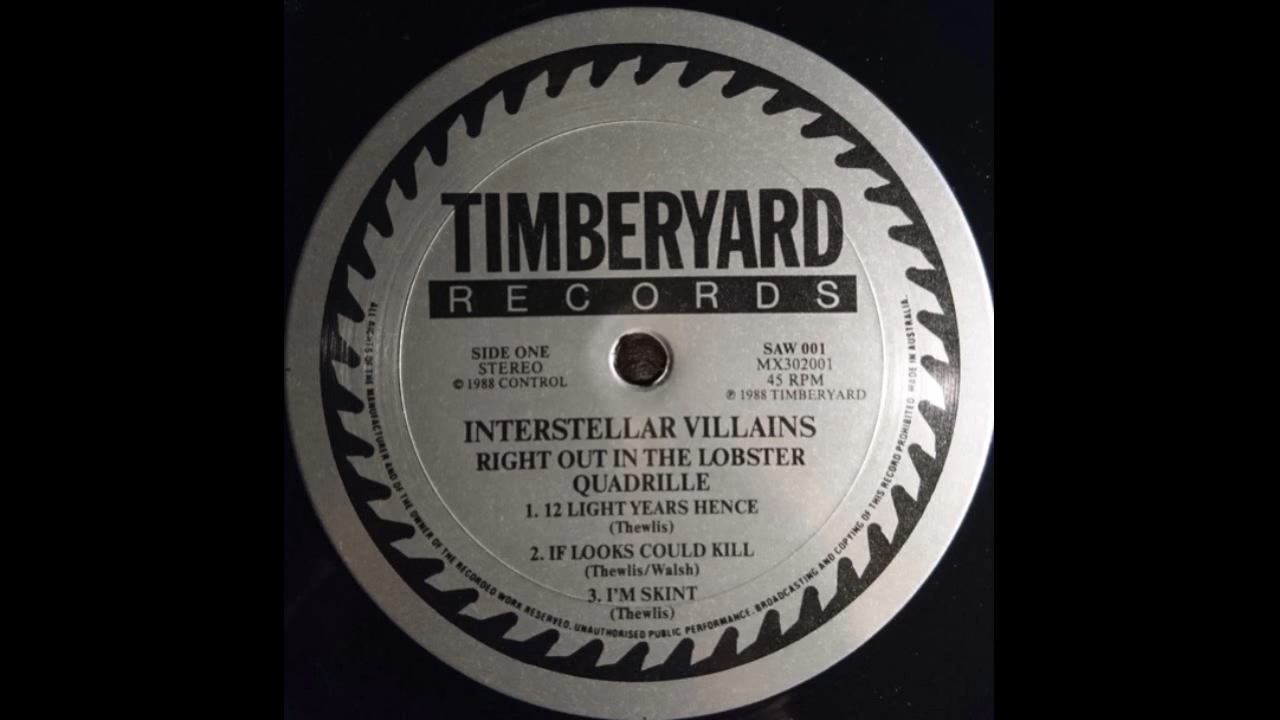 TIMBERYARD
RECORDS
SIDE ONE
STEREO
© 1988 CONTROL
SAW 001
MX302001
45 RPM
℗ 1988 TIMBERYARD
INTERSTELLAR VILLAINS
RIGHT OUT IN THE LOBSTER
QUADRILLE
1. 12 LIGHT YEARS HENCE
(Thewlis)
2. IF LOOKS COULD KILL
(Thewlis/Walsh)
3. I'M SKINT
(Thewlis)
ALL RIGHTS OF THE MANUFACTURER AND OF THE OWNER OF THE RECORDED WORK RESERVED. UNAUTHORISED PUBLIC PERFORMANCE. BROADCASTING AND COPYING OF THIS RECORD PROHIBITED. MADE IN AUSTRALIA.